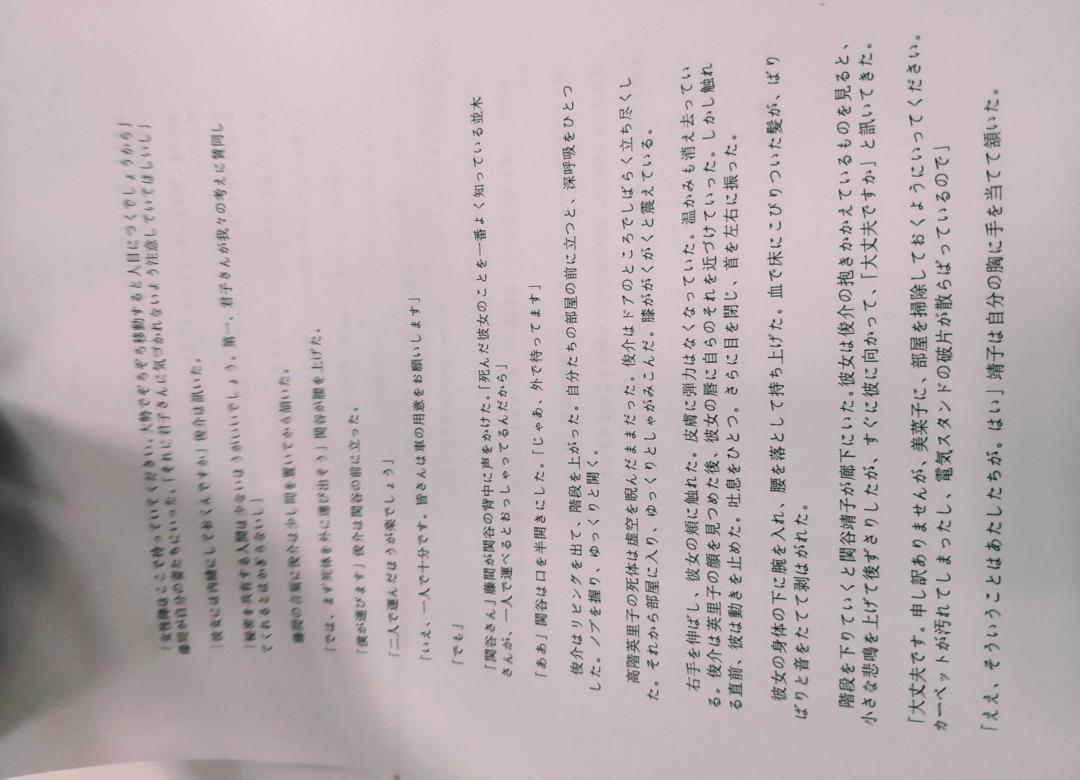 「女性陣はここで待っていてください。大勢でぞろぞろ移動すると人目につくでしょうから」
藤間が自分の妻たちにいった。「それに君子さんに気づかれないよう注意していてほしいし」
「彼女には内緒にしておくんですか」俊介は訊いた。
「秘密を共有する人間は少ないほうがいいでしょう。第一、君子さんが我々の考えに賛同し
てくれるとはかぎらないし」
藤間の言葉に俊介は少し間を置いてから頷いた。
「では、まず死体を外に運び出そう」関谷が腰を上げた。
「僕が運びます」俊介は関谷の前に立った。
「二人で運んだほうが楽でしょう」
「いえ、一人で十分です。皆さんは車の用意をお願いします」
「でも」
「関谷さん」藤間が関谷の背中に声をかけた。「死んだ彼女のことを一番よく知っている並木
さんが、一人で運べるとおっしゃってるんだから」
「ああ」関谷は口を半開きにした。「じゃあ、外で待ってます」
俊介はリビングを出て、階段を上がった。自分たちの部屋の前に立つと、深呼吸をひとつ
した。ノブを握り、ゆっくりと開く。
高階英里子の死体は虚空を睨んだままだった。俊介はドアのところでしばらく立ち尽くし
た。それから部屋に入り、ゆっくりとしゃがみこんだ。膝ががくがくと震えている。
右手を伸ばし、彼女の頰に触れた。皮膚に弾力はなくなっていた。温かみも消え去ってい
る。俊介は英里子の顔を見つめた後、彼女の唇に自らのそれを近づけていった。しかし触れ
る直前、彼は動きを止めた。吐息をひとつ。さらに目を閉じ、首を左右に振った。
彼女の身体の下に腕を入れ、腰を落として持ち上げた。血で床にこびりついた髪が、ばり
ばりと音をたてて剥はがれた。
階段を下りていくと関谷靖子が廊下にいた。彼女は俊介の抱きかかえているものを見ると、
小さな悲鳴を上げて後ずさりしたが、すぐに彼に向かって、「大丈夫ですか」と訊いてきた。
「大丈夫です。申し訳ありませんが、美菜子に、部屋を掃除しておくようにいってください。
カーペットが汚れてしまったし、電気スタンドの破片が散らばっているので」
「ええ、そういうことはあたしたちが。はい」靖子は自分の胸に手を当てて頷いた。